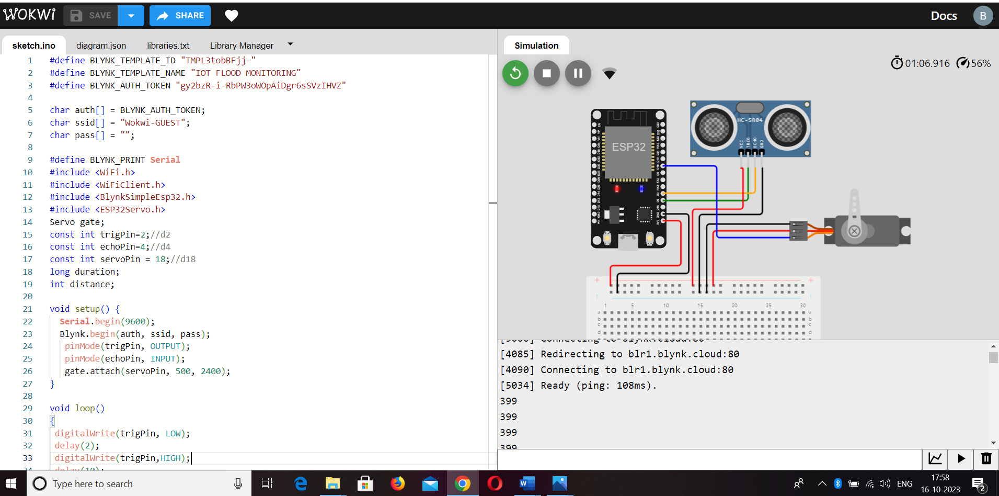 WOKWI
SAVE
SHARE
Docs
B
sketch.ino
diagram.json
libraries.txt
Library Manager
Simulation
01:06.916
56%
1 #define BLYNK_TEMPLATE_ID "TMPL3tobBFjj-"
2 #define BLYNK_TEMPLATE_NAME "IOT FLOOD MONITORING"
3 #define BLYNK_AUTH_TOKEN "gy2bzR-i-RbPW3oWOpAiDgr6sSVzIHVZ"
4
5 char auth[] = BLYNK_AUTH_TOKEN;
6 char ssid[] = "Wokwi-GUEST";
7 char pass[] = "";
8
9 #define BLYNK_PRINT Serial
10 #include <WiFi.h>
11 #include <WiFiClient.h>
12 #include <BlynkSimpleEsp32.h>
13 #include <ESP32Servo.h>
14 Servo gate;
15 const int trigPin=2;//d2
16 const int echoPin=4;//d4
17 const int servoPin = 18;//d18
18 long duration;
19 int distance;
20
21 void setup() {
22 Serial.begin(9600);
23 Blynk.begin(auth, ssid, pass);
24 pinMode(trigPin, OUTPUT);
25 pinMode(echoPin, INPUT);
26 gate.attach(servoPin, 500, 2400);
27 }
28
29 void loop()
30 {
31 digitalWrite(trigPin, LOW);
32 delay(2);
33 digitalWrite(trigPin,HIGH);
34 delay(10);
HC-SR04
VCC
TRIG
ECHO
GND
ESP32
1 5 10 15 20 25 30
a a
b b
c c
d d
[4085] Redirecting to blr1.blynk.cloud:80
[4090] Connecting to blr1.blynk.cloud:80
[5034] Ready (ping: 108ms).
399
399
399
399
Type here to search
ENG
17:58
16-10-2023
2